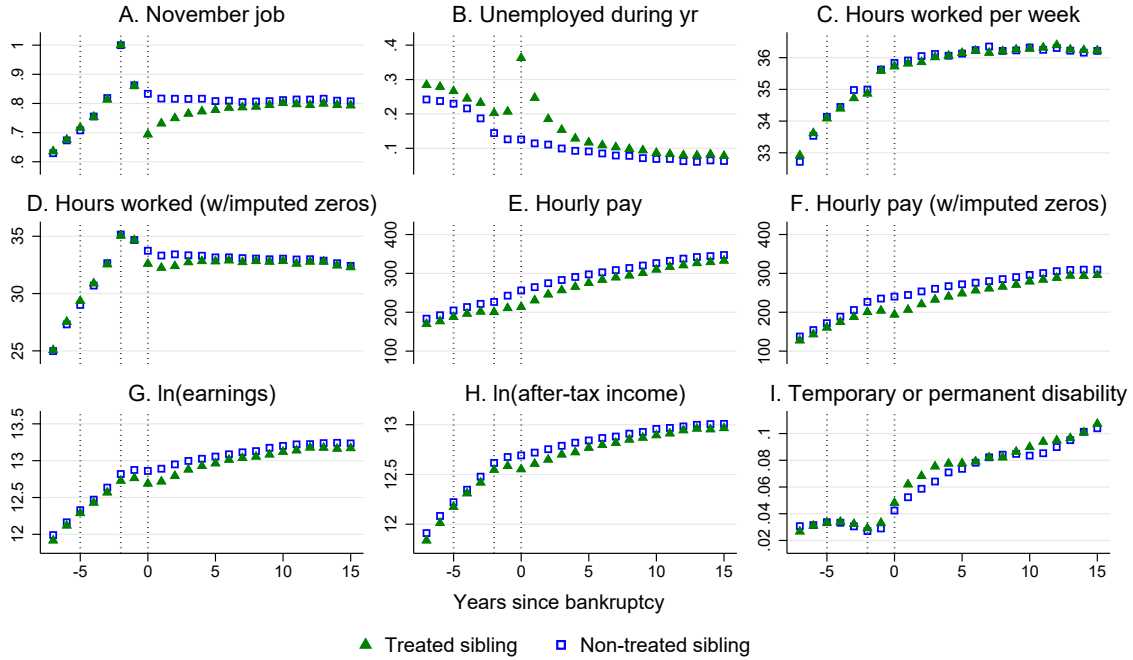 A. November job
B. Unemployed during yr
C. Hours worked per week
1
.9
.8
.7
.6
.4
.3
.2
.1
36
35
34
33
D. Hours worked (w/imputed zeros)
E. Hourly pay
F. Hourly pay (w/imputed zeros)
35
30
25
400
300
200
100
400
300
200
100
G. ln(earnings)
H. ln(after-tax income)
I. Temporary or permanent disability
13.5
13
12.5
12
13
12.5
12
.1
.08
.06
.04
.02
-5 0 5 10 15
-5 0 5 10 15
-5 0 5 10 15
Years since bankruptcy
Treated sibling
Non-treated sibling